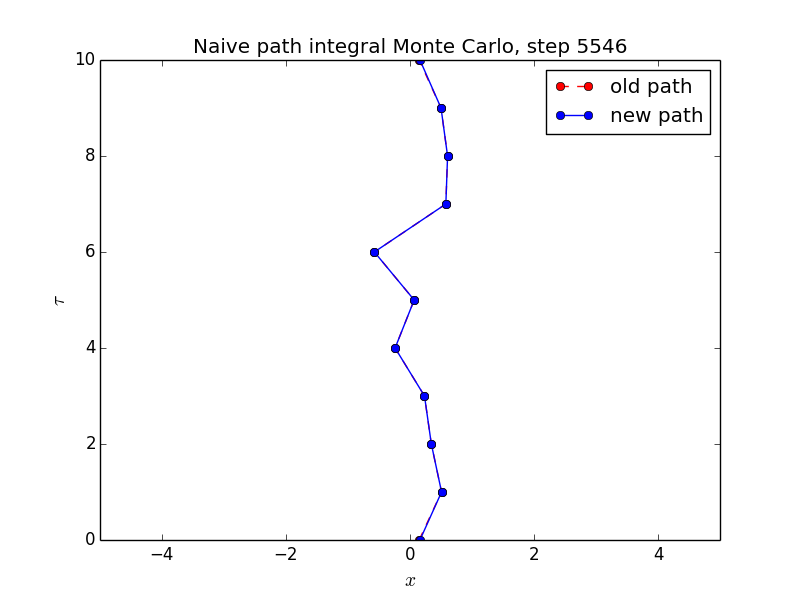 Naive path integral Monte Carlo, step 5546
old path
new path
10
8
6
4
2
0
τ
−4 −2 0 2 4
x